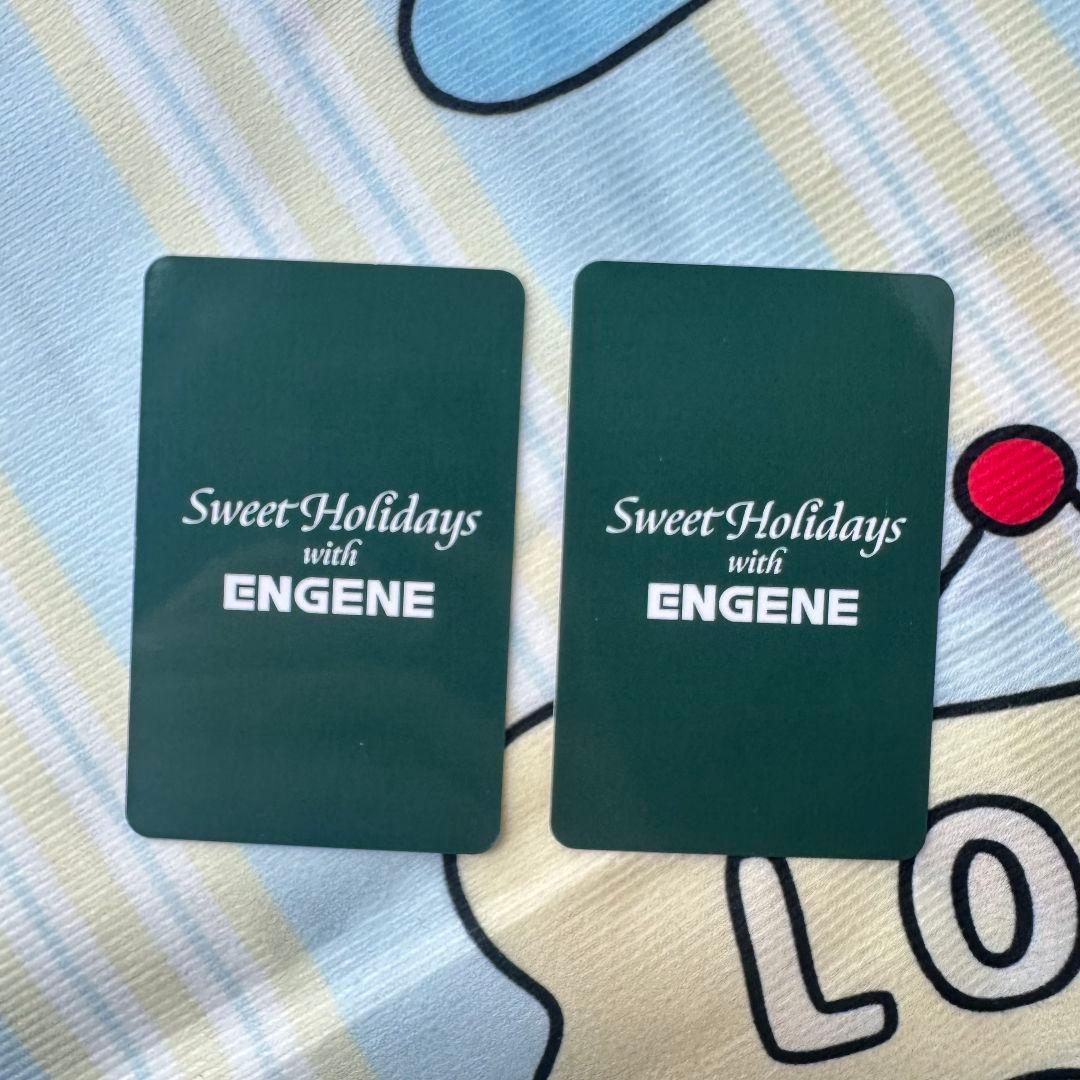 Sweet Holidays
with
ENGENE
Sweet Holidays
with
ENGENE
LO